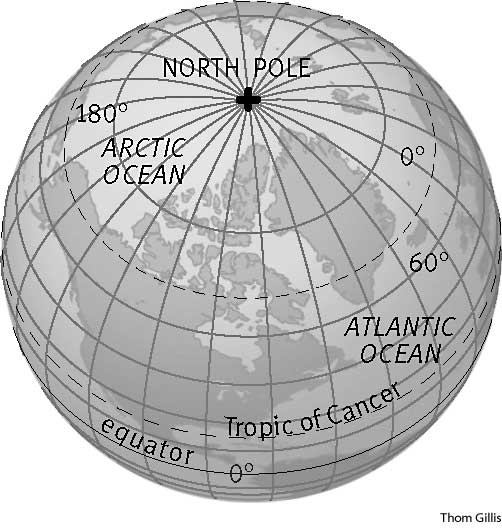 NORTH POLE
180°
ARCTIC
OCEAN
0°
60°
ATLANTIC
OCEAN
Tropic of Cancer
equator
0°
Thom Gillis